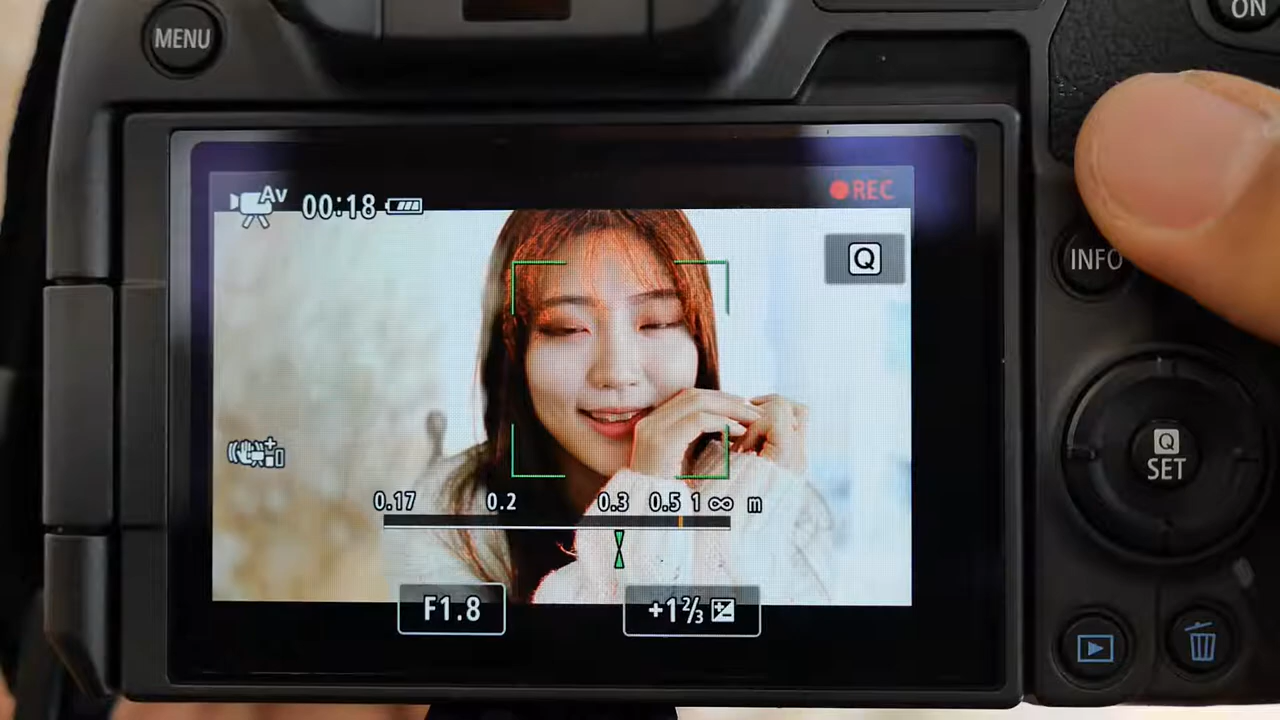 MENU
ON
Av
00:18
REC
Q
INFO
Q
SET
0.17 0.2 0.3 0.5 1 ∞ m
F1.8
+1⅔